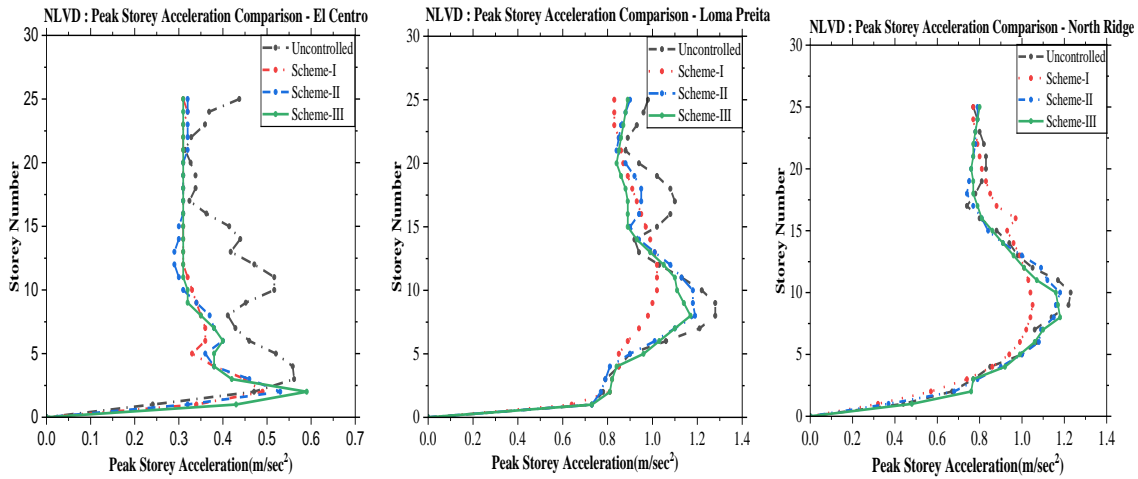 NLVD : Peak Storey Acceleration Comparison - El Centro
30
25
20
15
10
5
0
Storey Number
0.0 0.1 0.2 0.3 0.4 0.5 0.6 0.7
Peak Storey Acceleration(m/sec²)
Uncontrolled
Scheme-I
Scheme-II
Scheme-III
NLVD : Peak Storey Acceleration Comparison - Loma Preita
30
25
20
15
10
5
0
Storey Number
0.0 0.2 0.4 0.6 0.8 1.0 1.2 1.4
Peak Storey Acceleration(m/sec²)
Uncontrolled
Scheme-I
Scheme-II
Scheme-III
NLVD : Peak Storey Acceleration Comparison - North Ridge
30
25
20
15
10
5
0
Storey Number
0.0 0.2 0.4 0.6 0.8 1.0 1.2 1.4
Peak Storey Acceleration(m/sec²)
Uncontrolled
Scheme-I
Scheme-II
Scheme-III